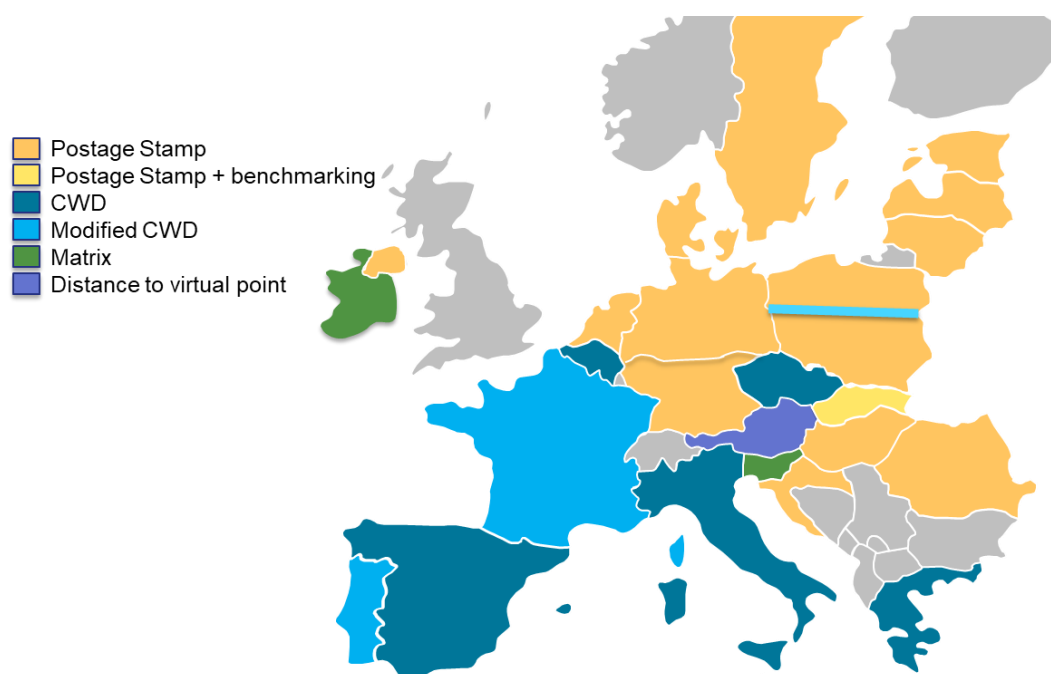 Postage Stamp
Postage Stamp + benchmarking
CWD
Modified CWD
Matrix
Distance to virtual point